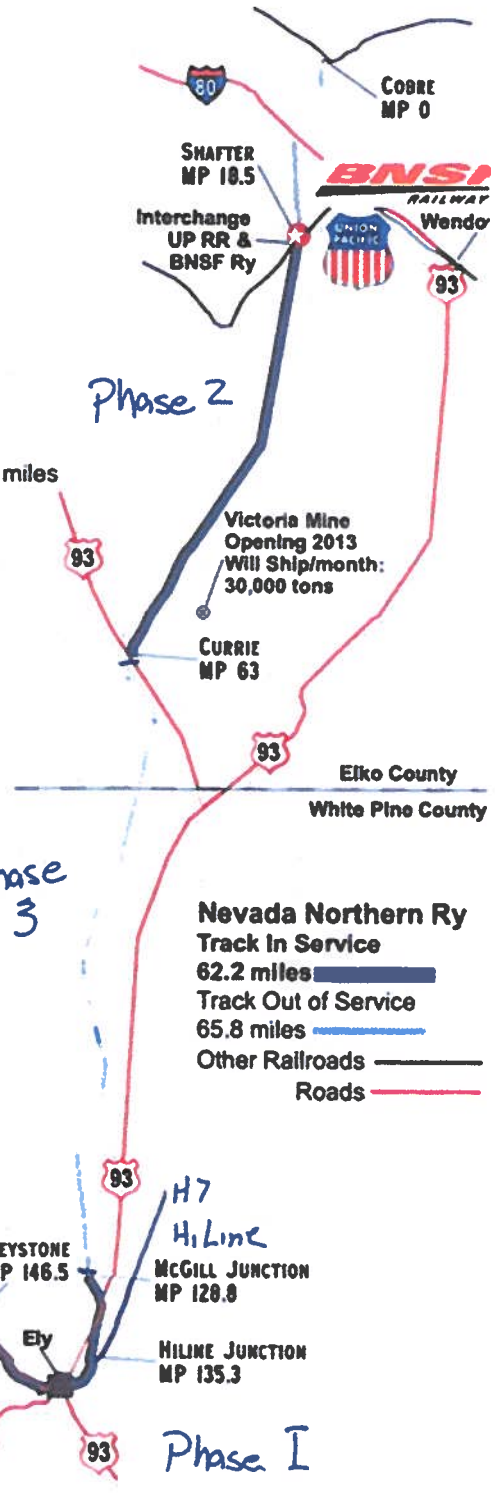 COBRE
MP 0
80
SHAFTER
MP 18.5
BNSF
RAILWAY
Interchange
UP RR &
BNSF Ry
UNION
PACIFIC
93
Phase 2
miles
93
Victoria Mine
Opening 2013
Will Ship/month:
30,000 tons
CURRIE
MP 63
93
Elko County
White Pine County
3
Nevada Northern Ry
Track In Service
62.2 miles
Track Out of Service
65.8 miles
Other Railroads
Roads
93
H7
HiLine
146.5
MCGILL JUNCTION
MP 128.8
Ely
HILINE JUNCTION
MP 135.3
93
Phase I